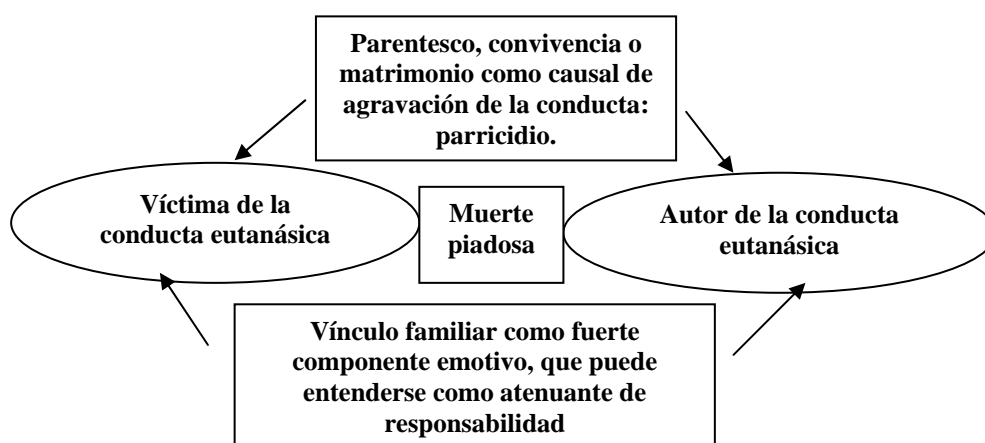 Parentesco, convivencia o
matrimonio como causal de
agravación de la conducta:
parricidio.
Víctima de la
conducta eutanásica
Muerte
piadosa
Autor de la conducta
eutanásica
Vínculo familiar como fuerte
componente emotivo, que puede
entenderse como atenuante de
responsabilidad